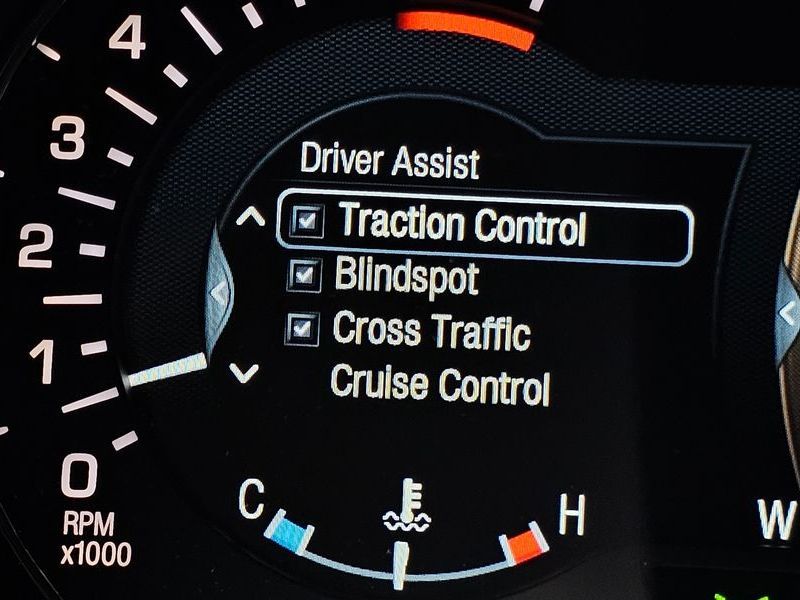 4
3
2
1
0
RPM
x1000
Driver Assist
Traction Control
Blindspot
Cross Traffic
Cruise Control
C
H
W